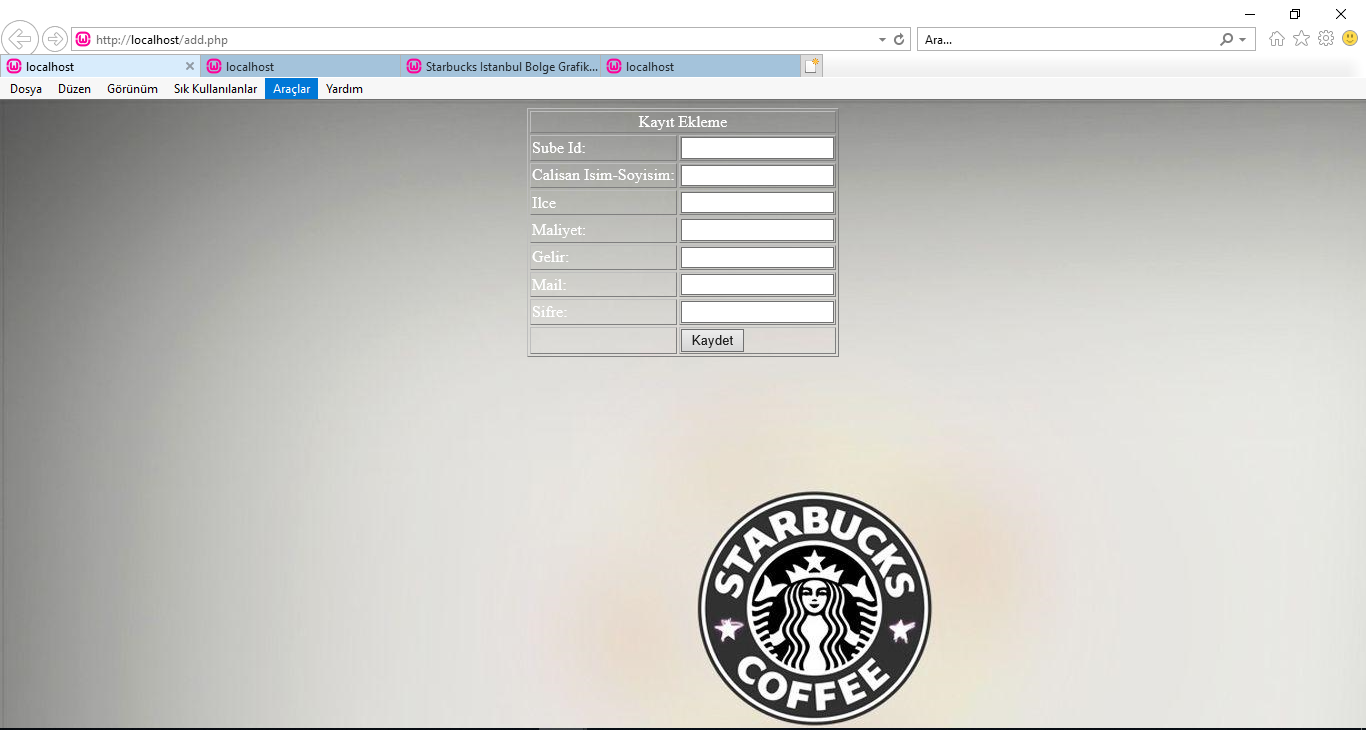 http://localhost/add.php
Ara...
localhost
localhost
Starbucks Istanbul Bolge Grafik...
localhost
Dosya Düzen Görünüm Sık Kullanılanlar Araçlar Yardım
Kayıt Ekleme
Sube Id:
Calisan Isim-Soyisim:
Ilce
Maliyet:
Gelir:
Mail:
Sifre:
Kaydet
STARBUCKS
COFFEE